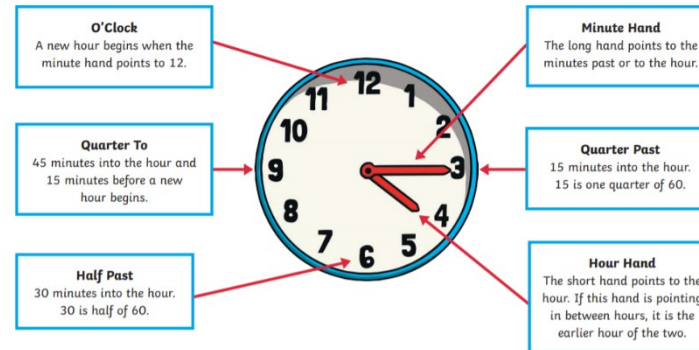 O'Clock
A new hour begins when the
minute hand points to 12.
Minute Hand
The long hand points to the
minutes past or to the hour.
Quarter To
45 minutes into the hour and
15 minutes before a new
hour begins.
Quarter Past
15 minutes into the hour.
15 is one quarter of 60.
Half Past
30 minutes into the hour.
30 is half of 60.
Hour Hand
The short hand points to the
hour. If this hand is pointing
in between hours, it is the
earlier hour of the two.
12
1
2
3
4
5
6
7
8
9
10
11